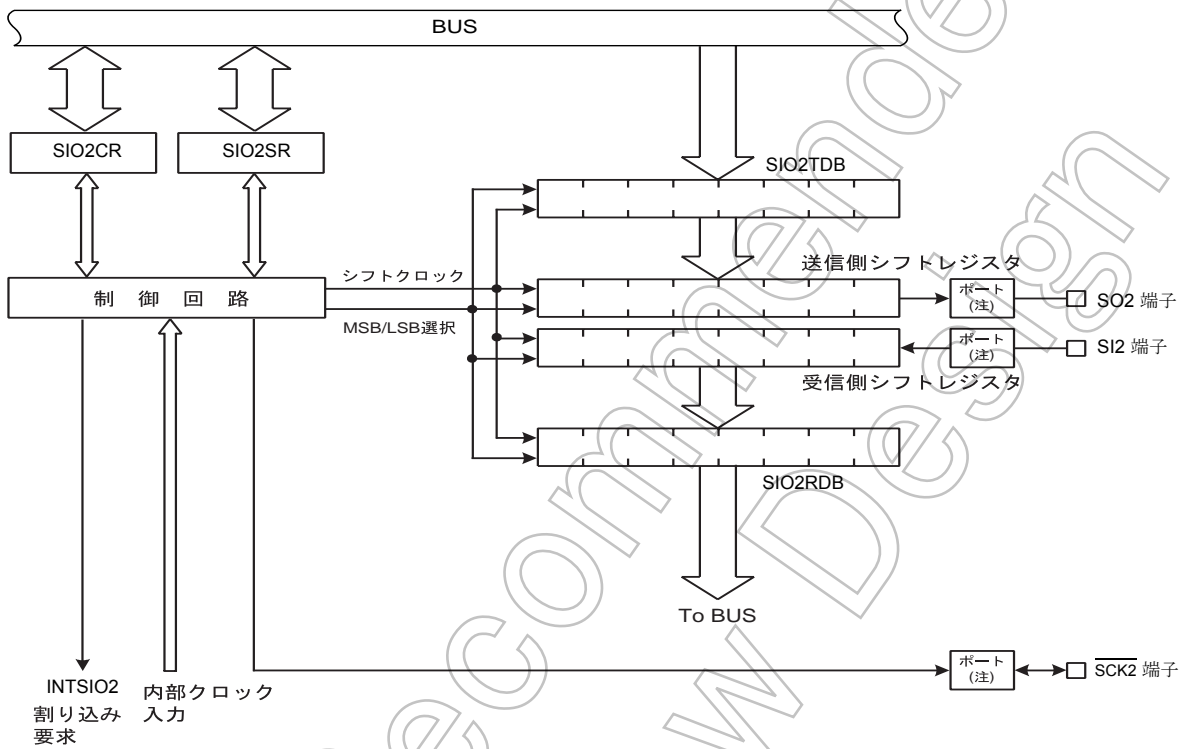 BUS
SIO2CR
SIO2SR
SIO2TDB
シフトクロック
送信側シフトレジスタ
制 御 回 路
ポート
(注)
SO2 端子
MSB/LSB選択
ポート
(注)
SI2 端子
受信側シフトレジスタ
SIO2RDB
To BUS
ポート
(注)
SCK2 端子
INTSIO2
割り込み
要求
内部クロック
入力
ecommende
w Design